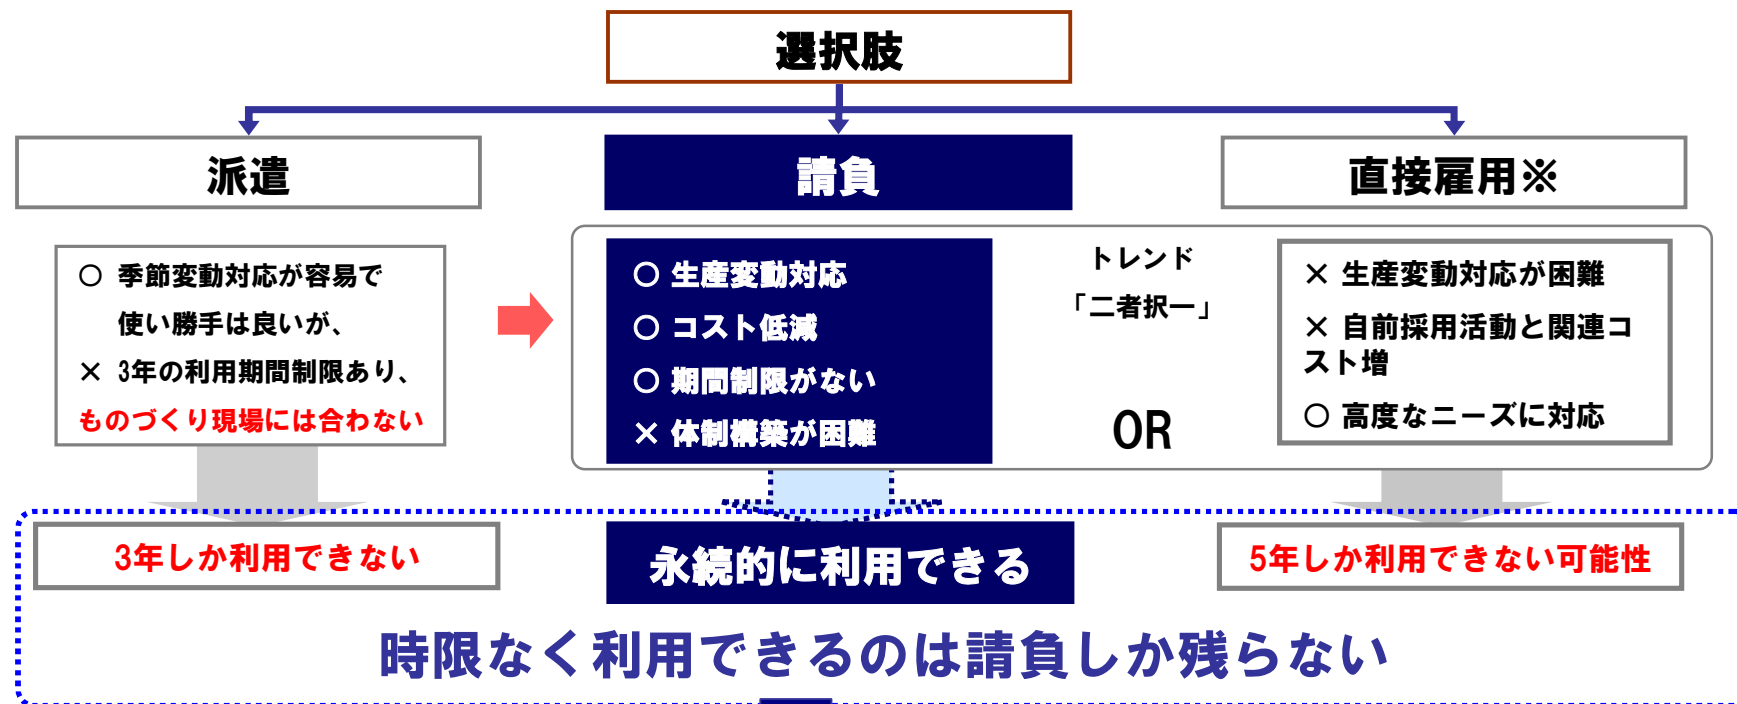 選択肢
派遣
請負
直接雇用※
○ 季節変動対応が容易で
使い勝手は良いが、
× 3年の利用期間制限あり、
ものづくり現場には合わない
○ 生産変動対応
○ コスト低減
○ 期間制限がない
× 体制構築が困難
トレンド
「二者択一」
OR
× 生産変動対応が困難
× 自前採用活動と関連コ
スト増
○ 高度なニーズに対応
3年しか利用できない
永続的に利用できる
5年しか利用できない可能性
時限なく利用できるのは請負しか残らない